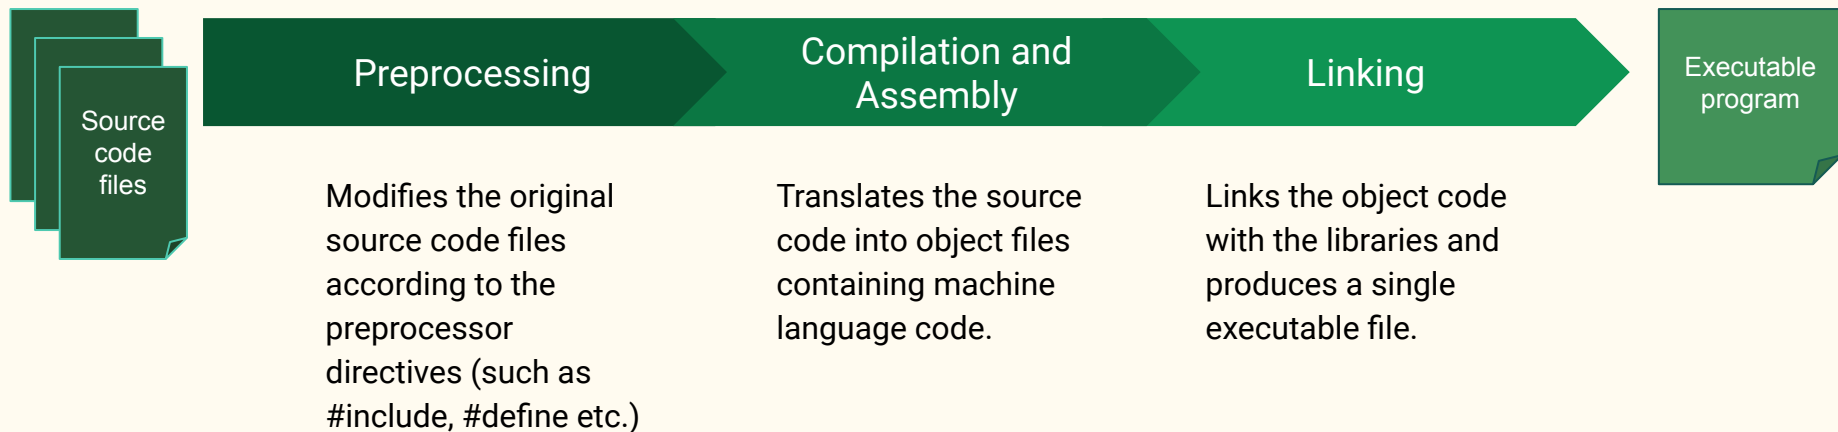 Source
code
files
Preprocessing
Compilation and
Assembly
Linking
Executable
program
Modifies the original
source code files
according to the
preprocessor
directives (such as
#include, #define etc.)
Translates the source
code into object files
containing machine
language code.
Links the object code
with the libraries and
produces a single
executable file.